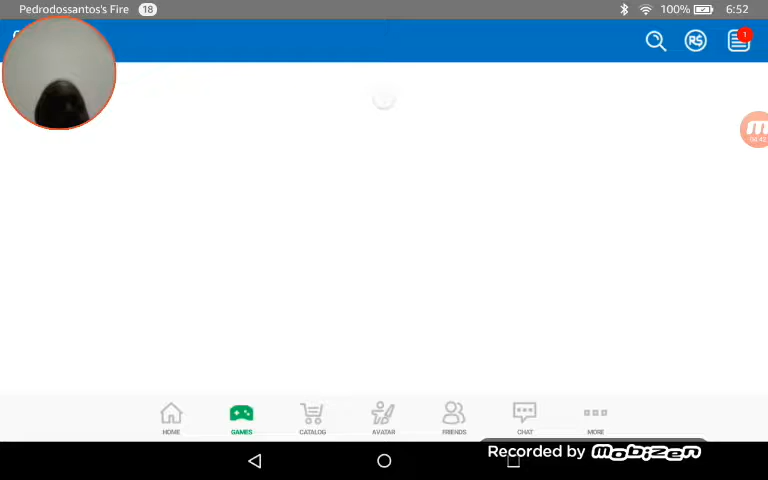 Pedrodossantos's Fire 18 100% 6:52
R$ 1
HOME GAMES CATALOG AVATAR FRIENDS CHAT MORE
Recorded by mobizen